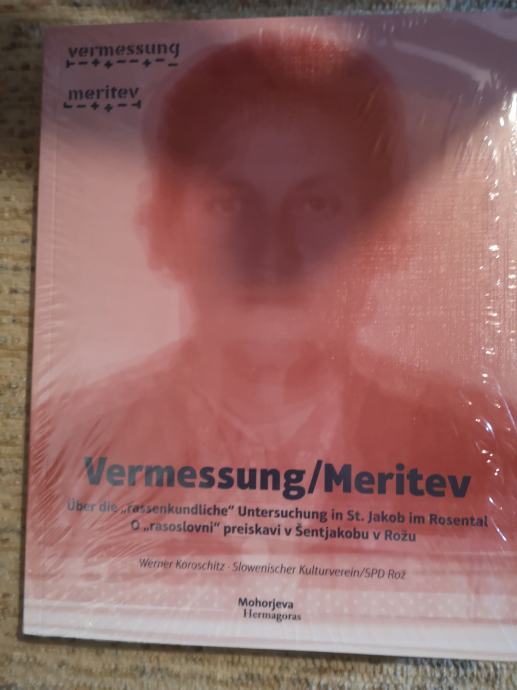 vermessung
meritev
Vermessung/Meritev
Über die „rassenkundliche“ Untersuchung in St. Jakob im Rosental
O „rasoslovni“ preiskavi v Šentjakobu v Rožu
Werner Koroschitz · Slowenischer Kulturverein/SPD Rož
Mohorjeva
Hermagoras